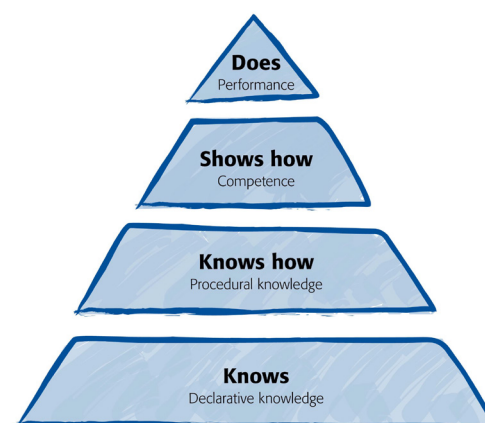 Does
Performance
Shows how
Competence
Knows how
Procedural knowledge
Knows
Declarative knowledge